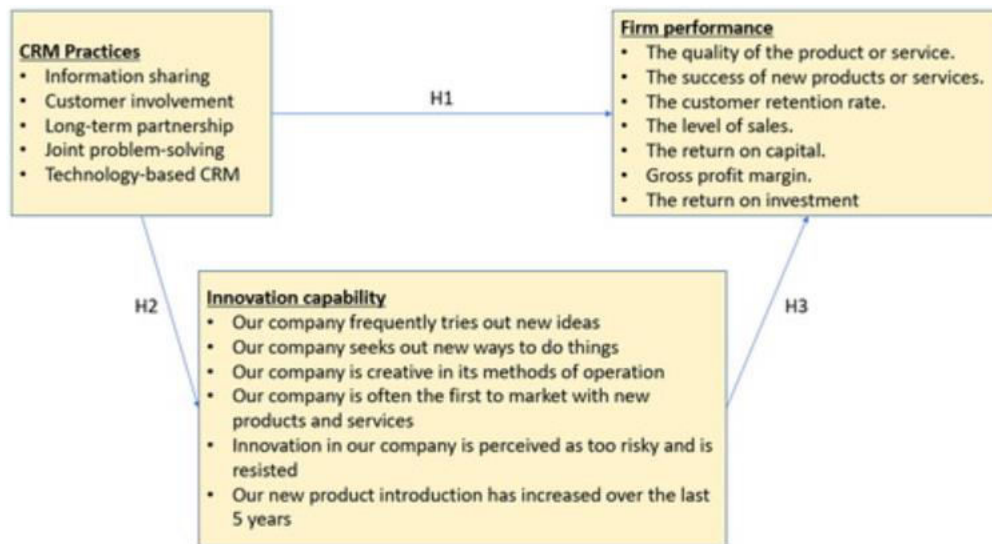 CRM Practices
• Information sharing
• Customer involvement
• Long-term partnership
• Joint problem-solving
• Technology-based CRM
H1
Firm performance
• The quality of the product or service.
• The success of new products or services.
• The customer retention rate.
• The level of sales.
• The return on capital.
• Gross profit margin.
• The return on investment
H2
Innovation capability
• Our company frequently tries out new ideas
• Our company seeks out new ways to do things
• Our company is creative in its methods of operation
• Our company is often the first to market with new
products and services
• Innovation in our company is perceived as too risky and is
resisted
• Our new product introduction has increased over the last
5 years
H3